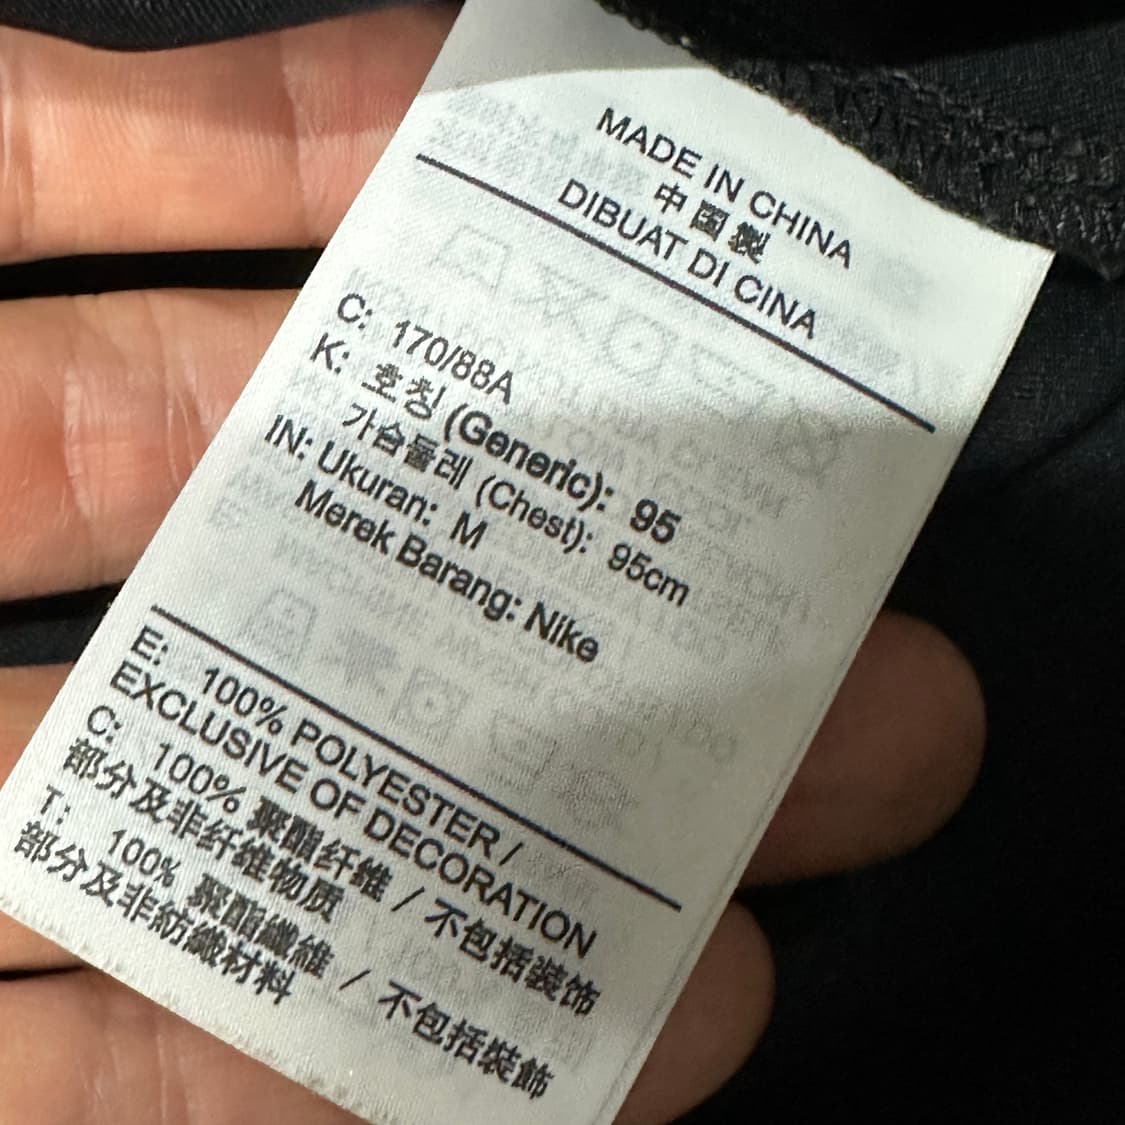 MADE IN CHINA
中国製
DIBUAT DI CINA
C: 170/88A
K: 호칭 (Generic): 95
가슴둘레 (Chest): 95cm
IN: Ukuran: M
Merek Barang: Nike
E: 100% POLYESTER /
EXCLUSIVE OF DECORATION
C: 100% 聚酯纤维 / 不包括装饰
部分及非纤维物质
T: 100% 聚酯纖維 / 不包括裝飾
部分及非紡織材料